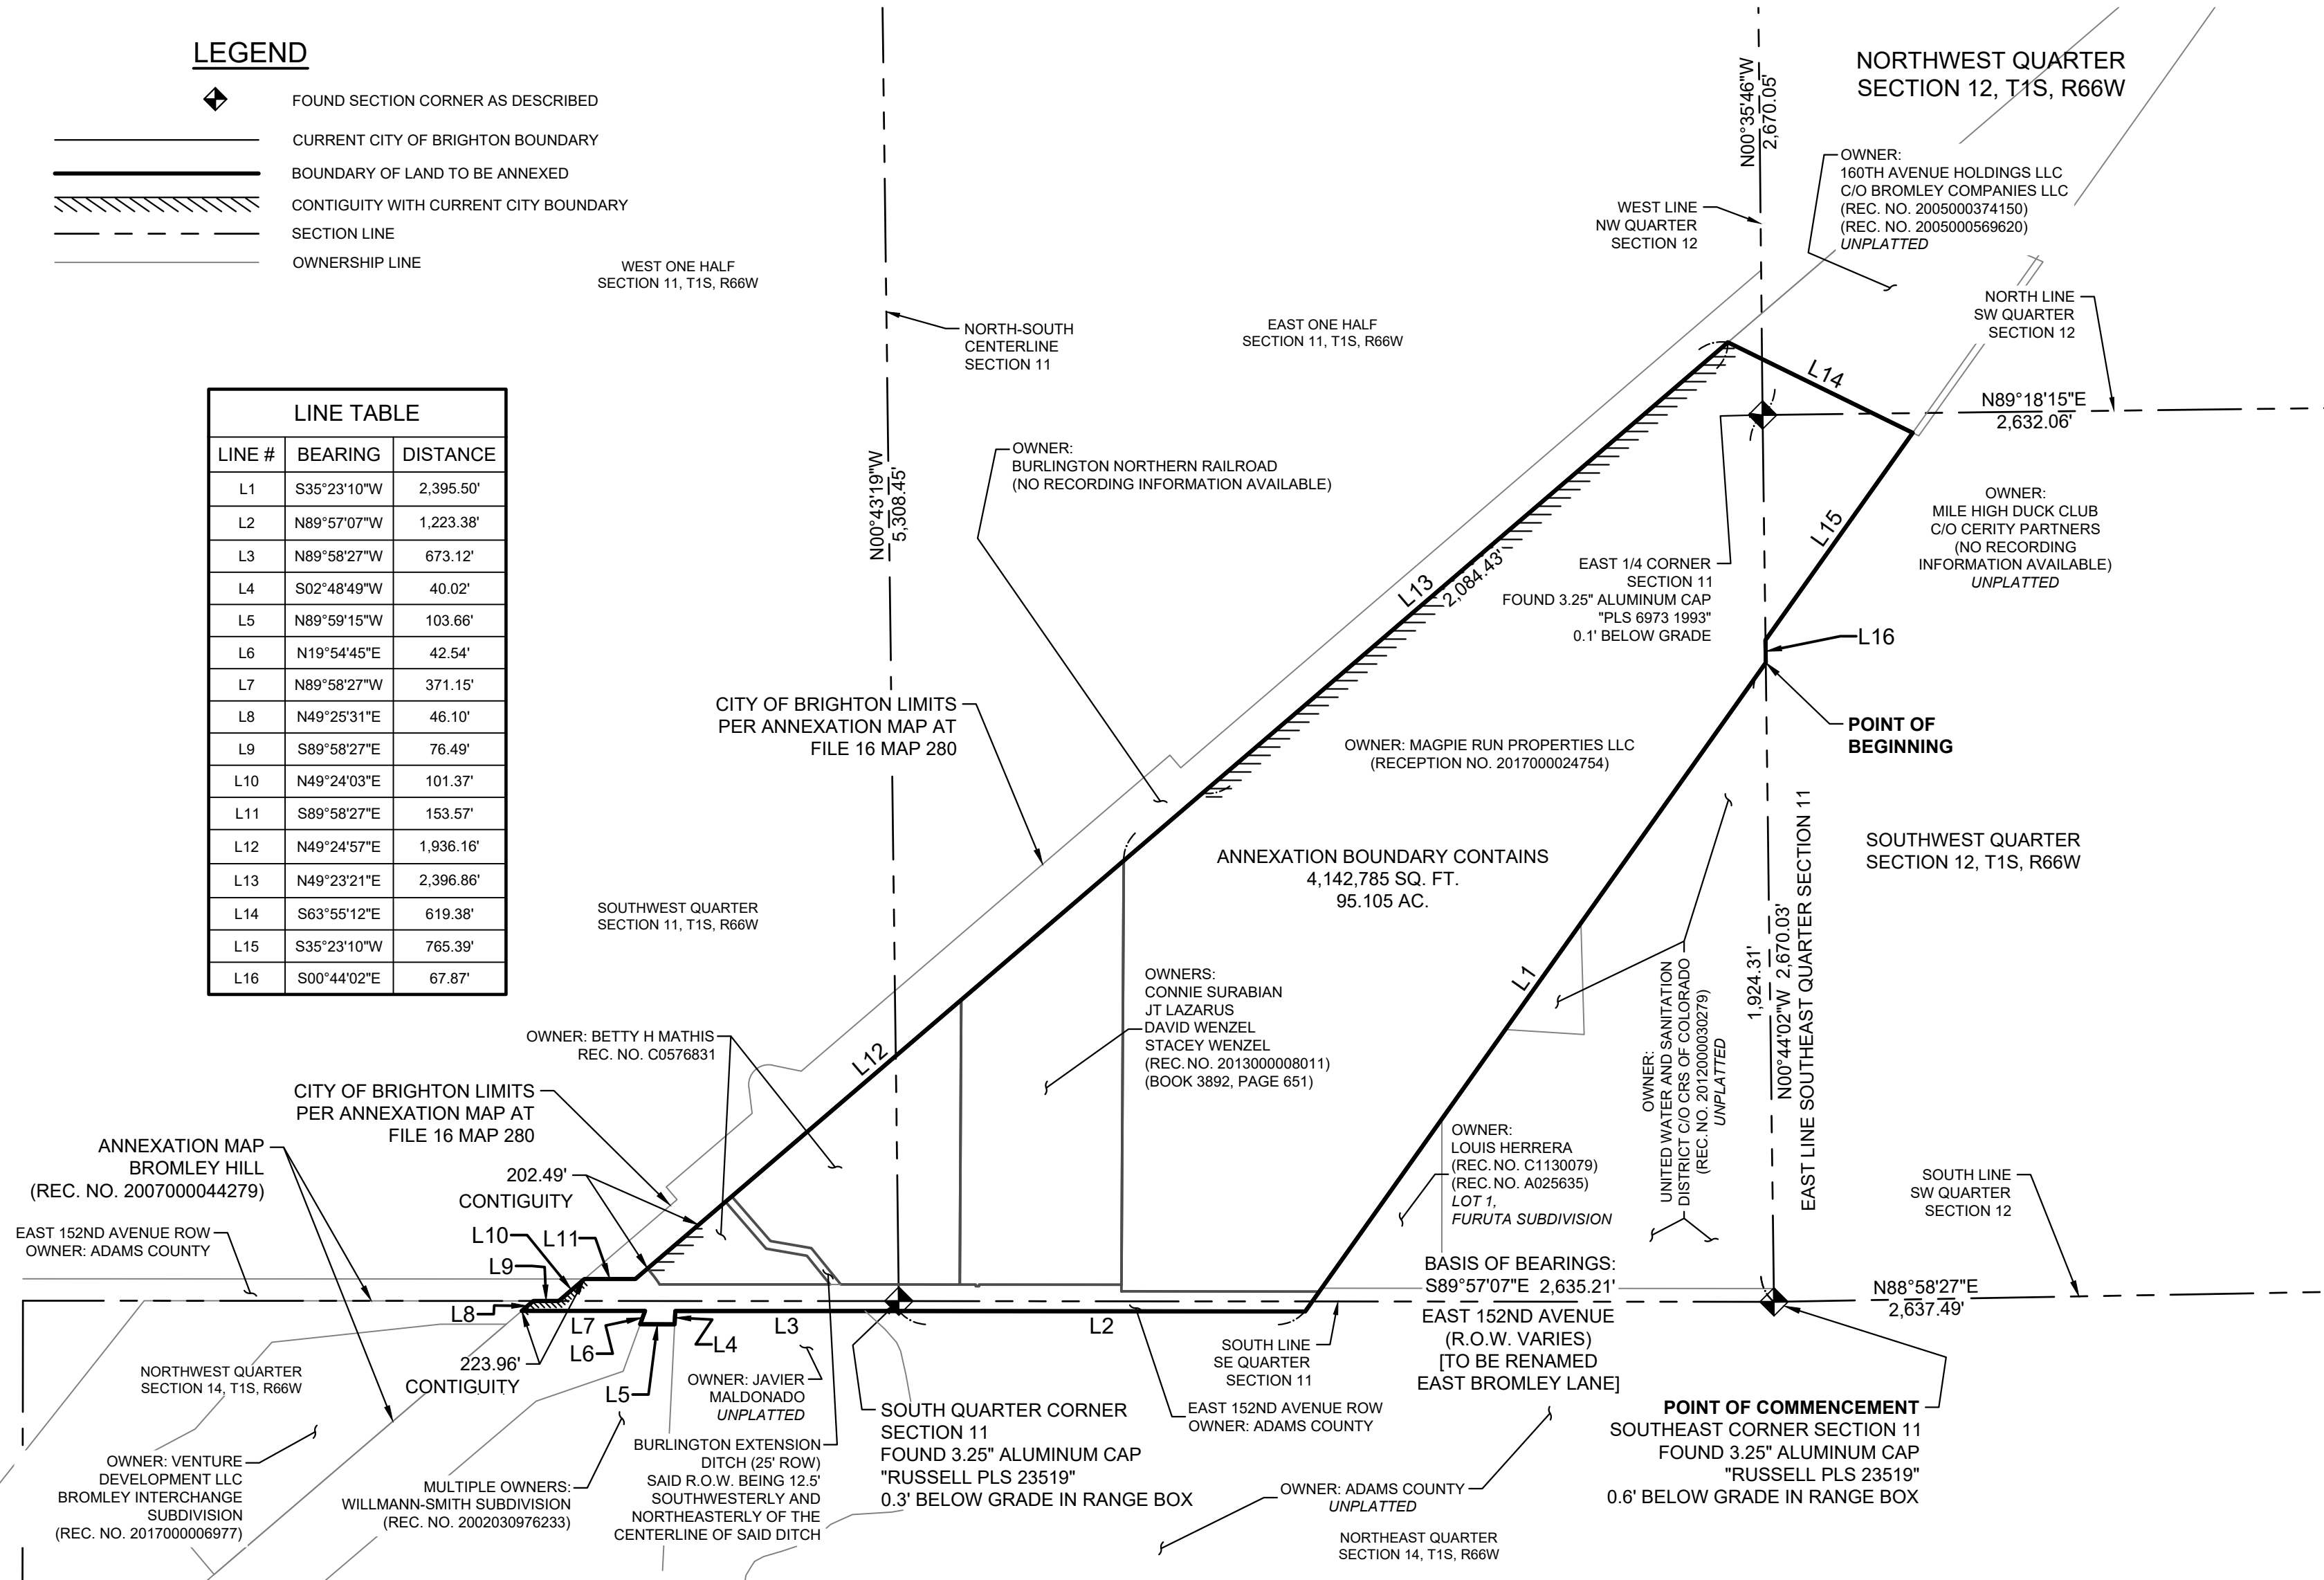 LEGEND
FOUND SECTION CORNER AS DESCRIBED
CURRENT CITY OF BRIGHTON BOUNDARY
BOUNDARY OF LAND TO BE ANNEXED
CONTIGUITY WITH CURRENT CITY BOUNDARY
SECTION LINE
OWNERSHIP LINE
WEST ONE HALF
SECTION 11, T1S, R66W
NORTH-SOUTH
CENTERLINE
SECTION 11
EAST ONE HALF
SECTION 11, T1S, R66W
N00°35'46"W
2,670.05'
NORTHWEST QUARTER
SECTION 12, T1S, R66W
OWNER:
160TH AVENUE HOLDINGS LLC
C/O BROMLEY COMPANIES LLC
(REC. NO. 2005000374150)
(REC. NO. 2005000569620)
UNPLATTED
WEST LINE
NW QUARTER
SECTION 12
NORTH LINE
SW QUARTER
SECTION 12
N89°18'15"E
2,632.06'
L14
LINE TABLE
LINE # BEARING DISTANCE
L1 S35°23'10"W 2,395.50'
L2 N89°57'07"W 1,223.38'
L3 N89°58'27"W 673.12'
L4 S02°48'49"W 40.02'
L5 N89°59'15"W 103.66'
L6 N19°54'45"E 42.54'
L7 N89°58'27"W 371.15'
L8 N49°25'31"E 46.10'
L9 S89°58'27"E 76.49'
L10 N49°24'03"E 101.37'
L11 S89°58'27"E 153.57'
L12 N49°24'57"E 1,936.16'
L13 N49°23'21"E 2,396.86'
L14 S63°55'12"E 619.38'
L15 S35°23'10"W 765.39'
L16 S00°44'02"E 67.87'
N00°43'19"W
5,308.45'
OWNER:
BURLINGTON NORTHERN RAILROAD
(NO RECORDING INFORMATION AVAILABLE)
OWNER:
MILE HIGH DUCK CLUB
C/O CERITY PARTNERS
(NO RECORDING
INFORMATION AVAILABLE)
UNPLATTED
L15
L13
2,084.43'
EAST 1/4 CORNER
SECTION 11
FOUND 3.25" ALUMINUM CAP
"PLS 6973 1993"
0.1' BELOW GRADE
L16
POINT OF
BEGINNING
CITY OF BRIGHTON LIMITS
PER ANNEXATION MAP AT
FILE 16 MAP 280
OWNER: MAGPIE RUN PROPERTIES LLC
(RECEPTION NO. 2017000024754)
ANNEXATION BOUNDARY CONTAINS
4,142,785 SQ. FT.
95.105 AC.
SOUTHWEST QUARTER
SECTION 12, T1S, R66W
SOUTHWEST QUARTER
SECTION 11, T1S, R66W
L1
1,924.31'
N00°44'02"W 2,670.03'
EAST LINE SOUTHEAST QUARTER SECTION 11
OWNERS:
CONNIE SURABIAN
JT LAZARUS
DAVID WENZEL
STACEY WENZEL
(REC. NO. 2013000008011)
(BOOK 3892, PAGE 651)
OWNER:
UNITED WATER AND SANITATION
DISTRICT C/O CRS OF COLORADO
(REC. NO. 2012000030279)
UNPLATTED
OWNER: BETTY H MATHIS
REC. NO. C0576831
L12
CITY OF BRIGHTON LIMITS
PER ANNEXATION MAP AT
FILE 16 MAP 280
ANNEXATION MAP
BROMLEY HILL
(REC. NO. 2007000044279)
202.49'
CONTIGUITY
OWNER:
LOUIS HERRERA
(REC. NO. C1130079)
(REC. NO. A025635)
LOT 1,
FURUTA SUBDIVISION
SOUTH LINE
SW QUARTER
SECTION 12
EAST 152ND AVENUE ROW
OWNER: ADAMS COUNTY
L10
L11
L9
L8
L7
L6
L5
L4
L3
L2
BASIS OF BEARINGS:
S89°57'07"E 2,635.21'
N88°58'27"E
2,637.49'
EAST 152ND AVENUE
(R.O.W. VARIES)
[TO BE RENAMED
EAST BROMLEY LANE]
SOUTH LINE
SE QUARTER
SECTION 11
223.96'
CONTIGUITY
NORTHWEST QUARTER
SECTION 14, T1S, R66W
OWNER: JAVIER
MALDONADO
UNPLATTED
SOUTH QUARTER CORNER
SECTION 11
FOUND 3.25" ALUMINUM CAP
"RUSSELL PLS 23519"
0.3' BELOW GRADE IN RANGE BOX
EAST 152ND AVENUE ROW
OWNER: ADAMS COUNTY
POINT OF COMMENCEMENT
SOUTHEAST CORNER SECTION 11
FOUND 3.25" ALUMINUM CAP
"RUSSELL PLS 23519"
0.6' BELOW GRADE IN RANGE BOX
OWNER: VENTURE
DEVELOPMENT LLC
BROMLEY INTERCHANGE
SUBDIVISION
(REC. NO. 2017000006977)
MULTIPLE OWNERS:
WILLMANN-SMITH SUBDIVISION
(REC. NO. 2002030976233)
BURLINGTON EXTENSION
DITCH (25' ROW)
SAID R.O.W. BEING 12.5'
SOUTHWESTERLY AND
NORTHEASTERLY OF THE
CENTERLINE OF SAID DITCH
OWNER: ADAMS COUNTY
UNPLATTED
NORTHEAST QUARTER
SECTION 14, T1S, R66W